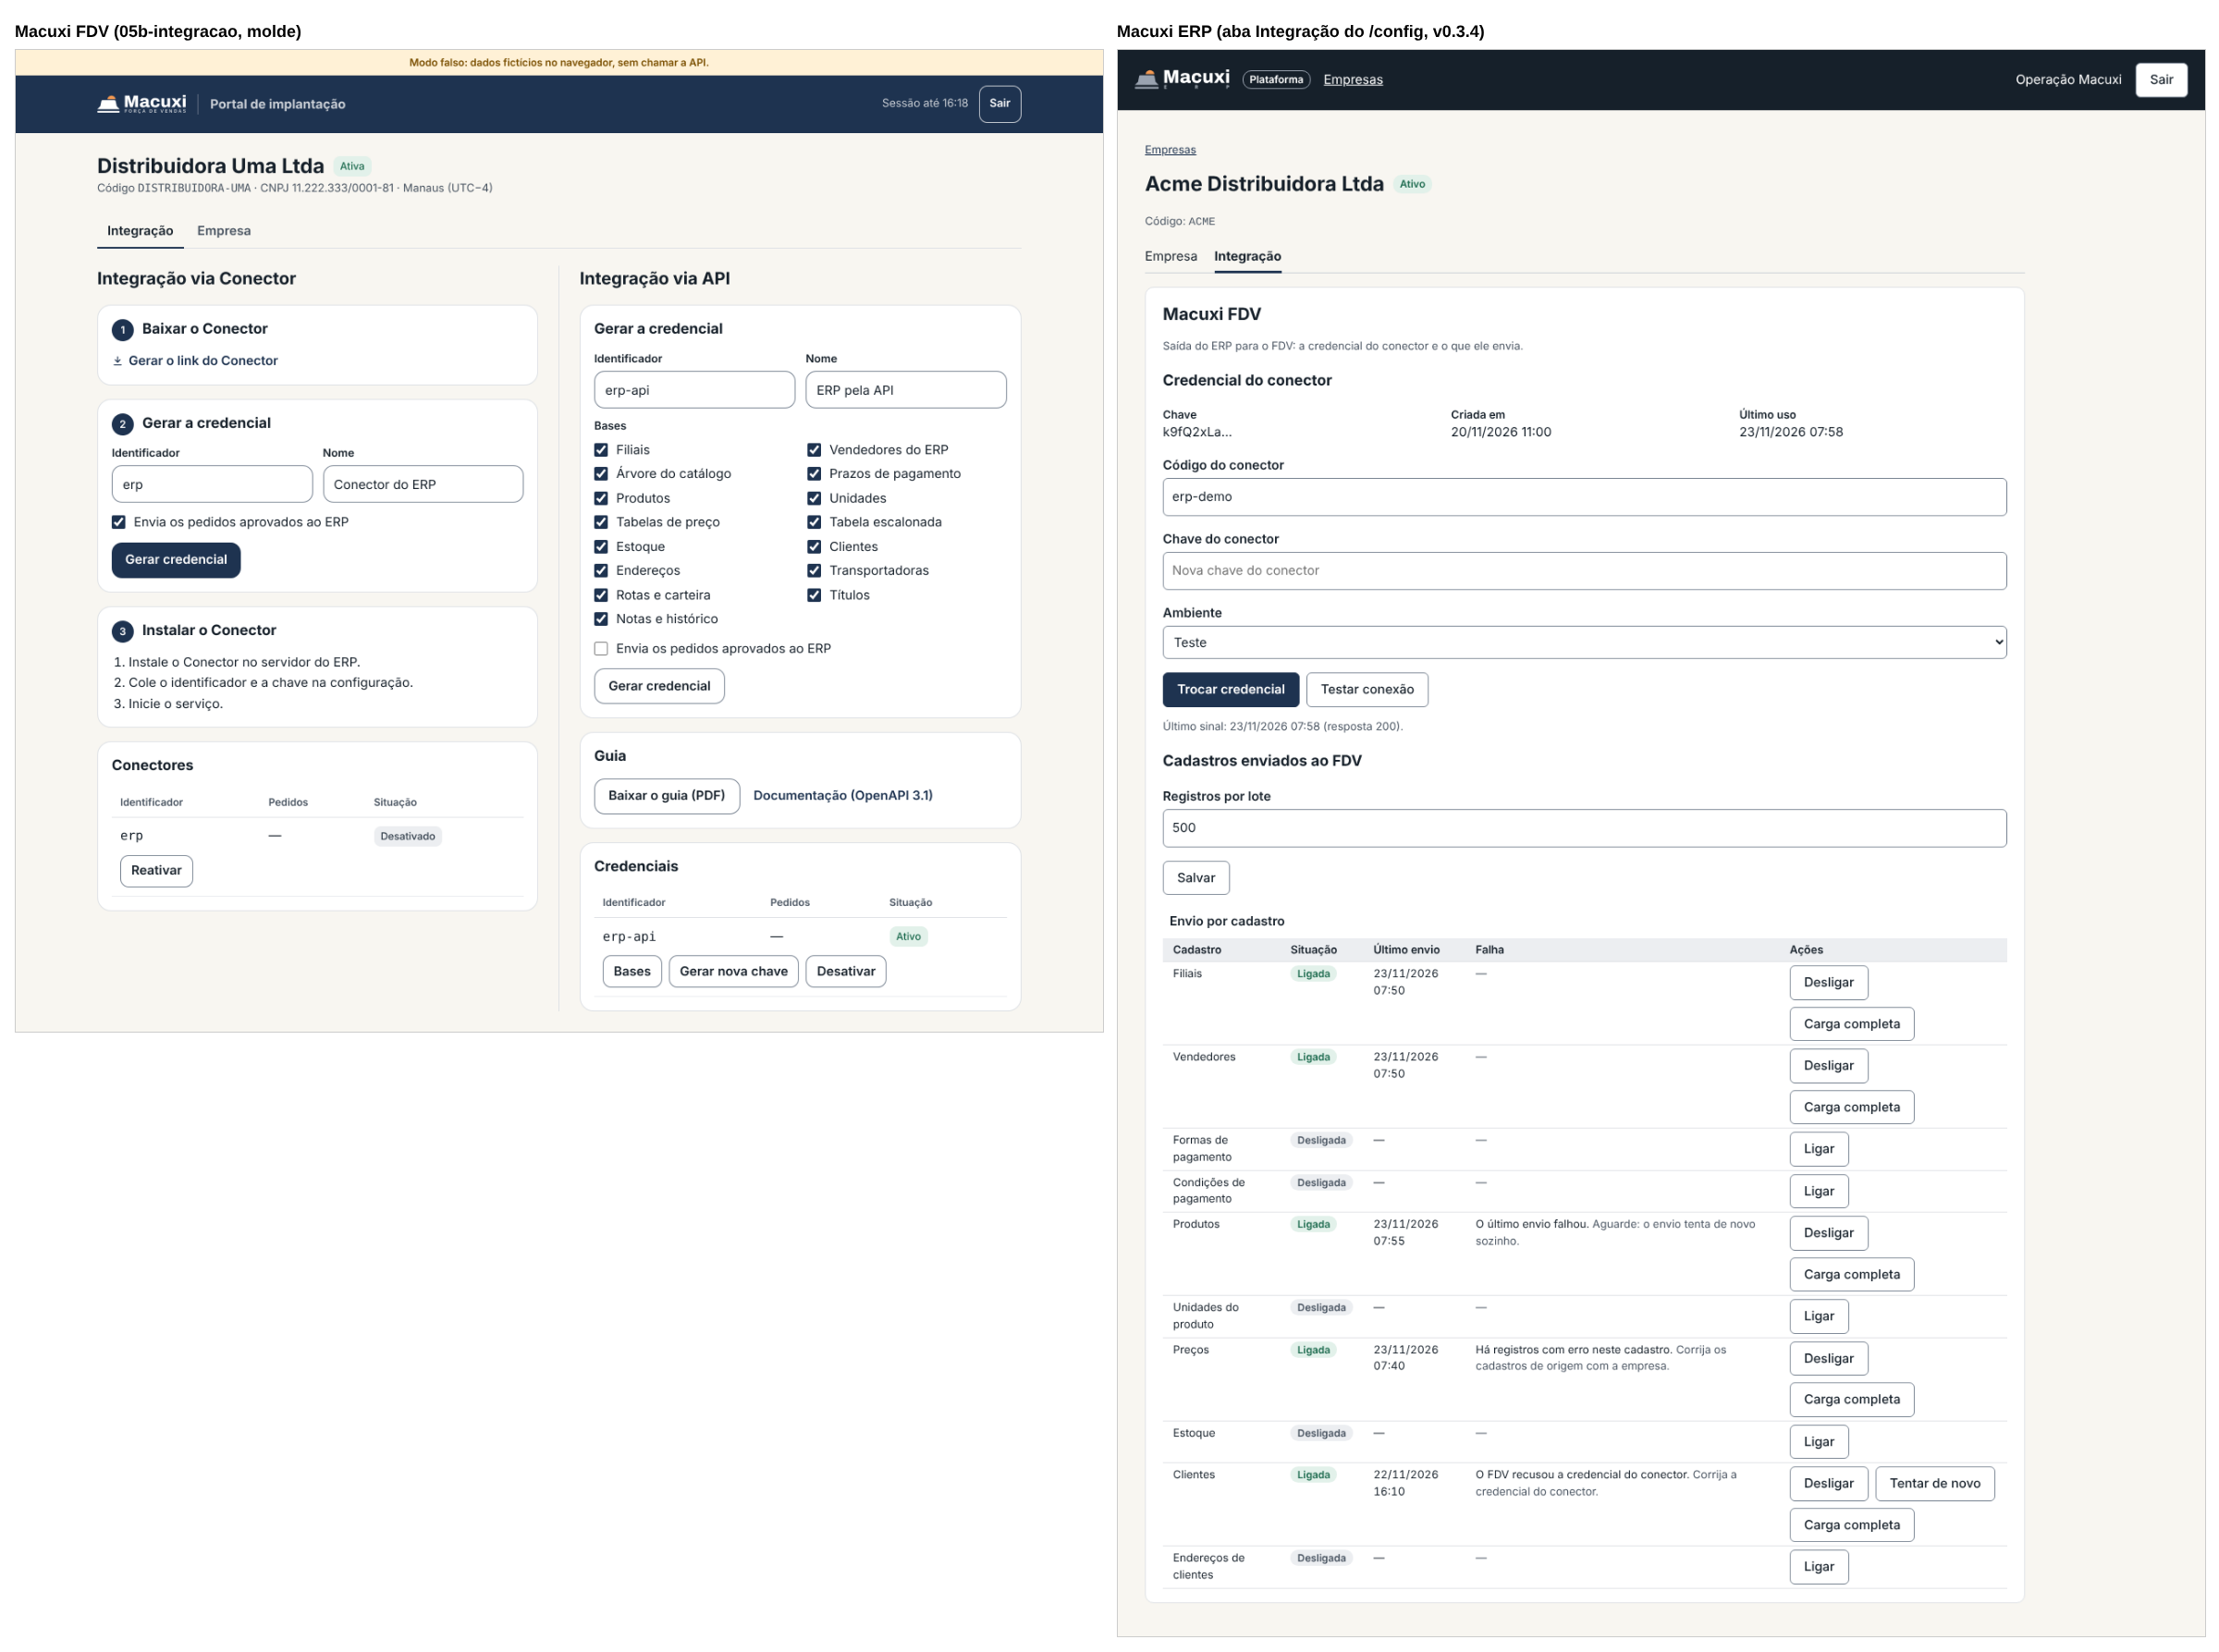 Macuxi FDV (05b-integracao, molde)
Modo falso: dados fictícios no navegador, sem chamar a API.
Macuxi
FORÇA DE VENDAS
Portal de implantação
Sessão até 16:18
Sair
Distribuidora Uma Ltda
Ativa
Código DISTRIBUIDORA-UMA · CNPJ 11.222.333/0001-81 · Manaus (UTC−4)
Integração
Empresa
Integração via Conector
1 Baixar o Conector
Gerar o link do Conector
2 Gerar a credencial
Identificador Nome
erp Conector do ERP
Envia os pedidos aprovados ao ERP
Gerar credencial
3 Instalar o Conector
1. Instale o Conector no servidor do ERP.
2. Cole o identificador e a chave na configuração.
3. Inicie o serviço.
Conectores
Identificador Pedidos Situação
erp — Desativado
Reativar
Integração via API
Gerar a credencial
Identificador Nome
erp-api ERP pela API
Bases
Filiais Vendedores do ERP
Árvore do catálogo Prazos de pagamento
Produtos Unidades
Tabelas de preço Tabela escalonada
Estoque Clientes
Endereços Transportadoras
Rotas e carteira Títulos
Notas e histórico
Envia os pedidos aprovados ao ERP
Gerar credencial
Guia
Baixar o guia (PDF) Documentação (OpenAPI 3.1)
Credenciais
Identificador Pedidos Situação
erp-api — Ativo
Bases Gerar nova chave Desativar
Macuxi ERP (aba Integração do /config, v0.3.4)
Macuxi
Plataforma
Empresas
Operação Macuxi
Sair
Empresas
Acme Distribuidora Ltda
Ativo
Código: ACME
Empresa Integração
Macuxi FDV
Saída do ERP para o FDV: a credencial do conector e o que ele envia.
Credencial do conector
Chave Criada em Último uso
k9fQ2xLa... 20/11/2026 11:00 23/11/2026 07:58
Código do conector
erp-demo
Chave do conector
Nova chave do conector
Ambiente
Teste
Trocar credencial Testar conexão
Último sinal: 23/11/2026 07:58 (resposta 200).
Cadastros enviados ao FDV
Registros por lote
500
Salvar
Envio por cadastro
Cadastro Situação Último envio Falha Ações
Filiais Ligada 23/11/2026 — Desligar
07:50
Carga completa
Vendedores Ligada 23/11/2026 — Desligar
07:50
Carga completa
Formas de Desligada — — Ligar
pagamento
Condições de Desligada — — Ligar
pagamento
Produtos Ligada 23/11/2026 O último envio falhou. Aguarde: o envio tenta de novo Desligar
07:55 sozinho.
Carga completa
Unidades do Desligada — — Ligar
produto
Preços Ligada 23/11/2026 Há registros com erro neste cadastro. Corrija os Desligar
07:40 cadastros de origem com a empresa.
Carga completa
Estoque Desligada — — Ligar
Clientes Ligada 22/11/2026 O FDV recusou a credencial do conector. Corrija a Desligar Tentar de novo
16:10 credencial do conector.
Carga completa
Endereços de Desligada — — Ligar
clientes